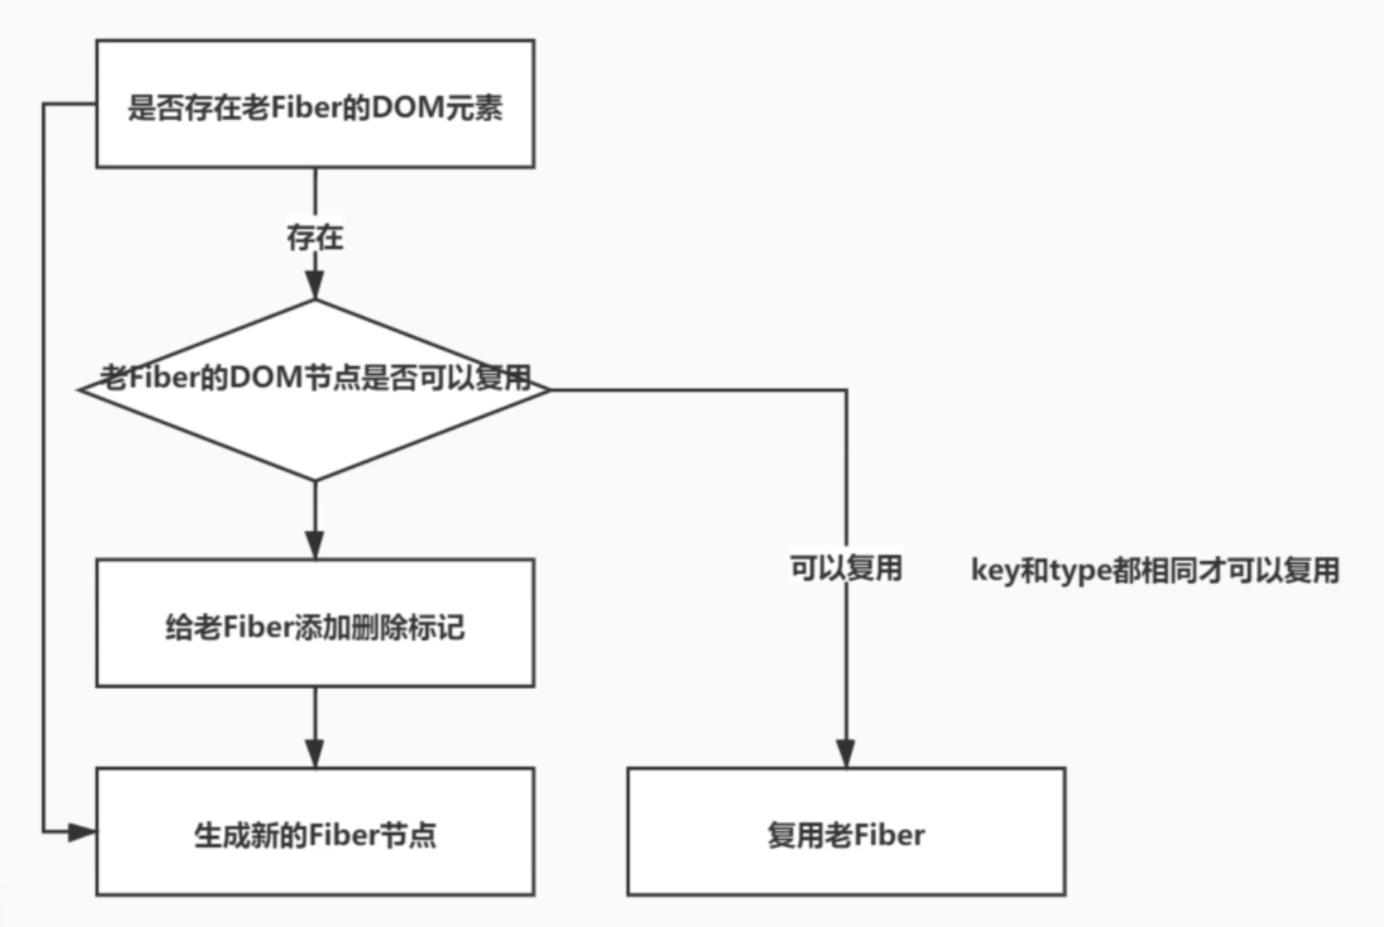 是否存在老Fiber的DOM元素
存在
老Fiber的DOM节点是否可以复用
可以复用
key和type都相同才可以复用
给老Fiber添加删除标记
生成新的Fiber节点
复用老Fiber